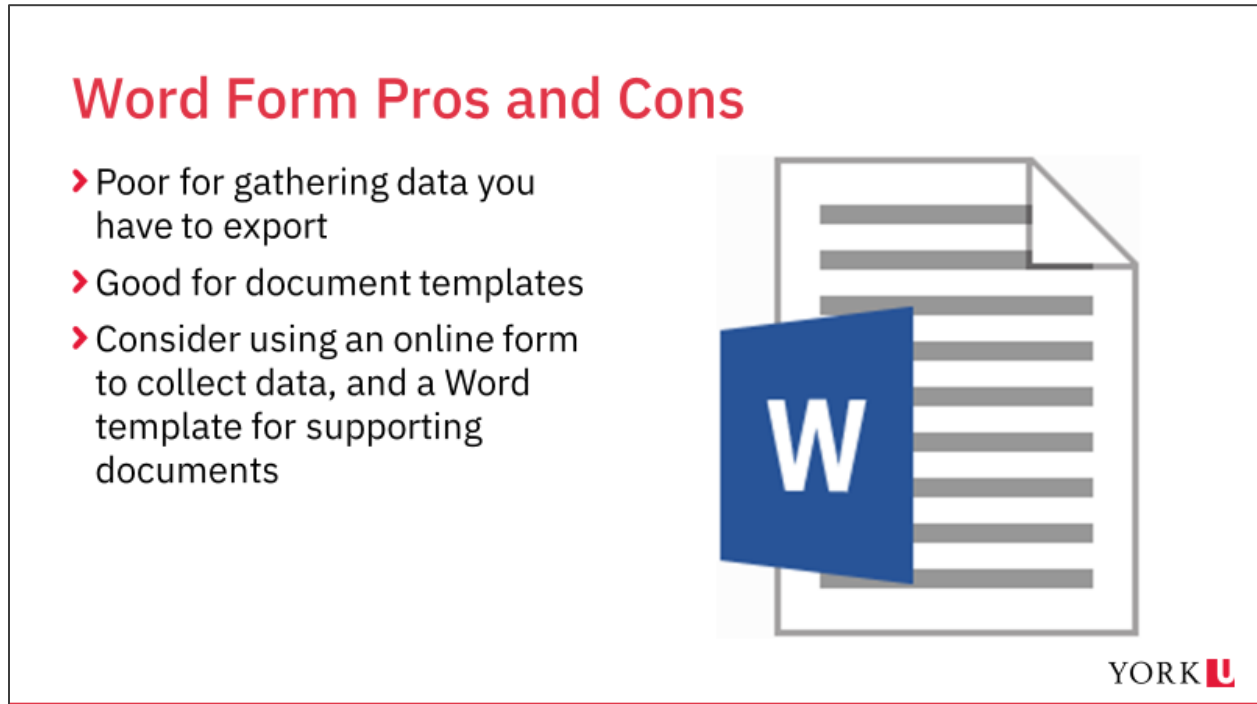 Word Form Pros and Cons
Poor for gathering data you
have to export
Good for document templates
Consider using an online form
to collect data, and a Word
template for supporting
documents
W
YORK U